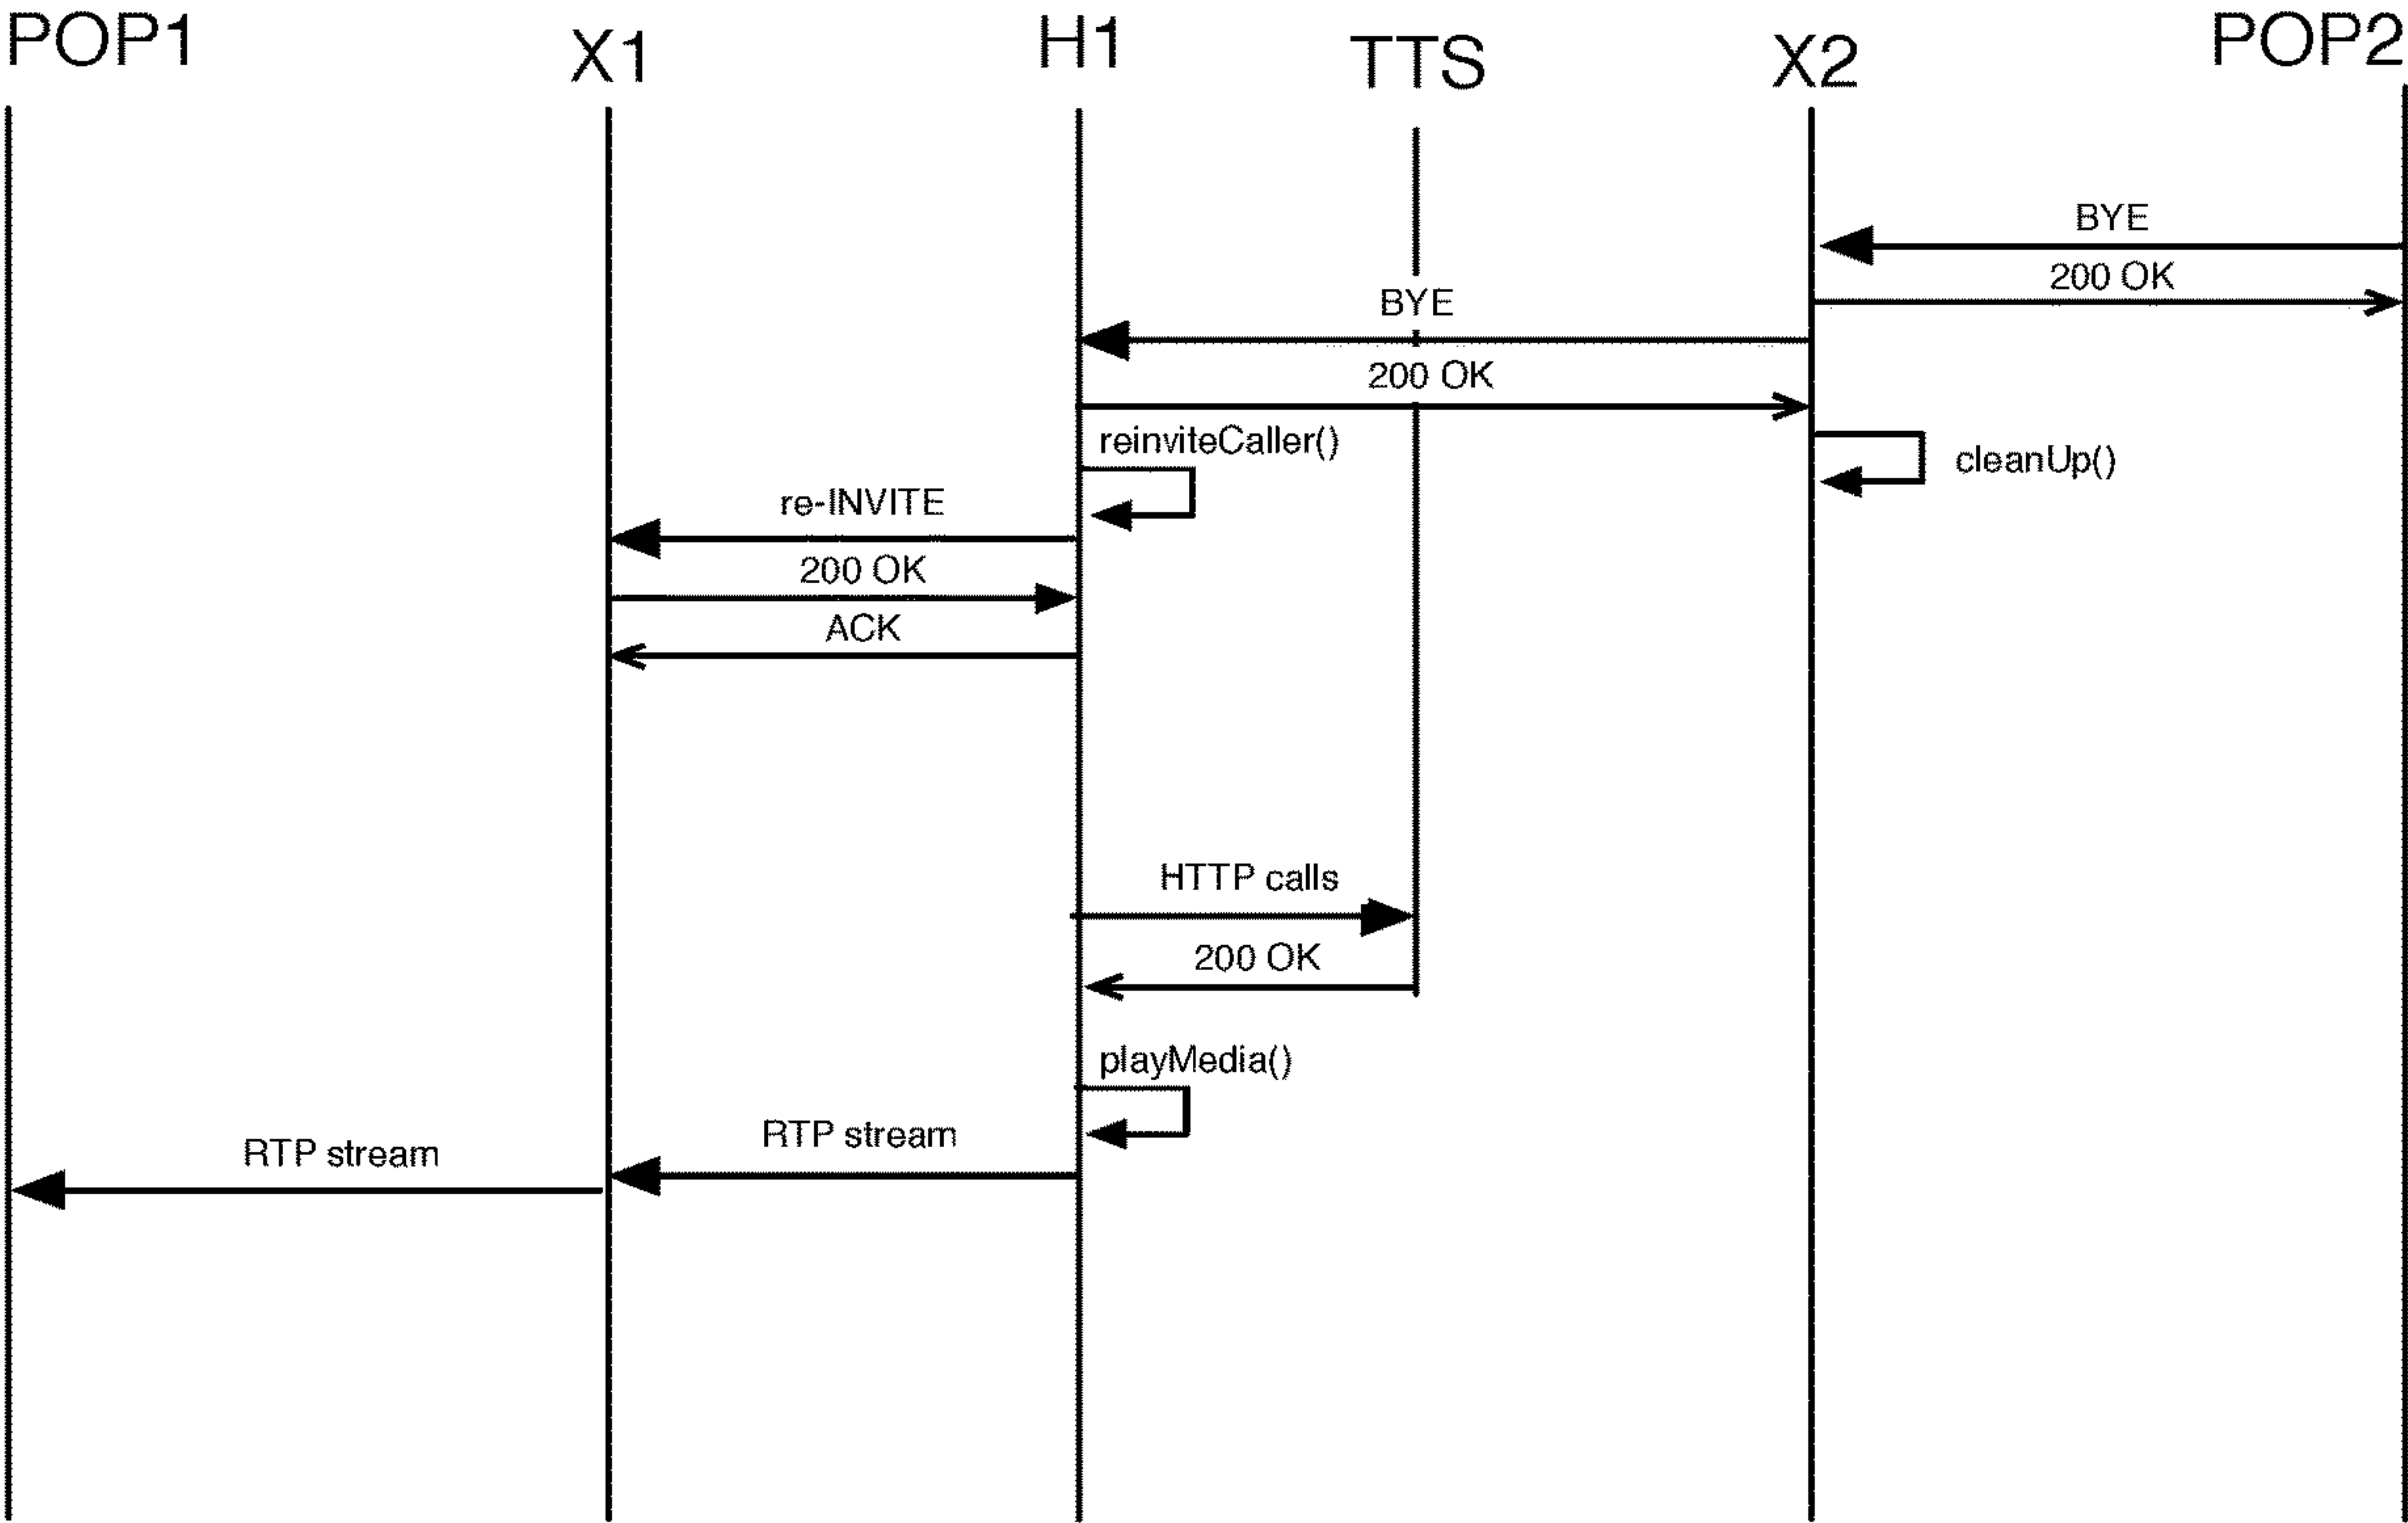 POP1
X1
H1
TTS
X2
POP2
BYE
200 OK
BYE
200 OK
reinviteCaller()
cleanUp()
re-INVITE
200 OK
ACK
HTTP calls
200 OK
playMedia()
RTP stream
RTP stream